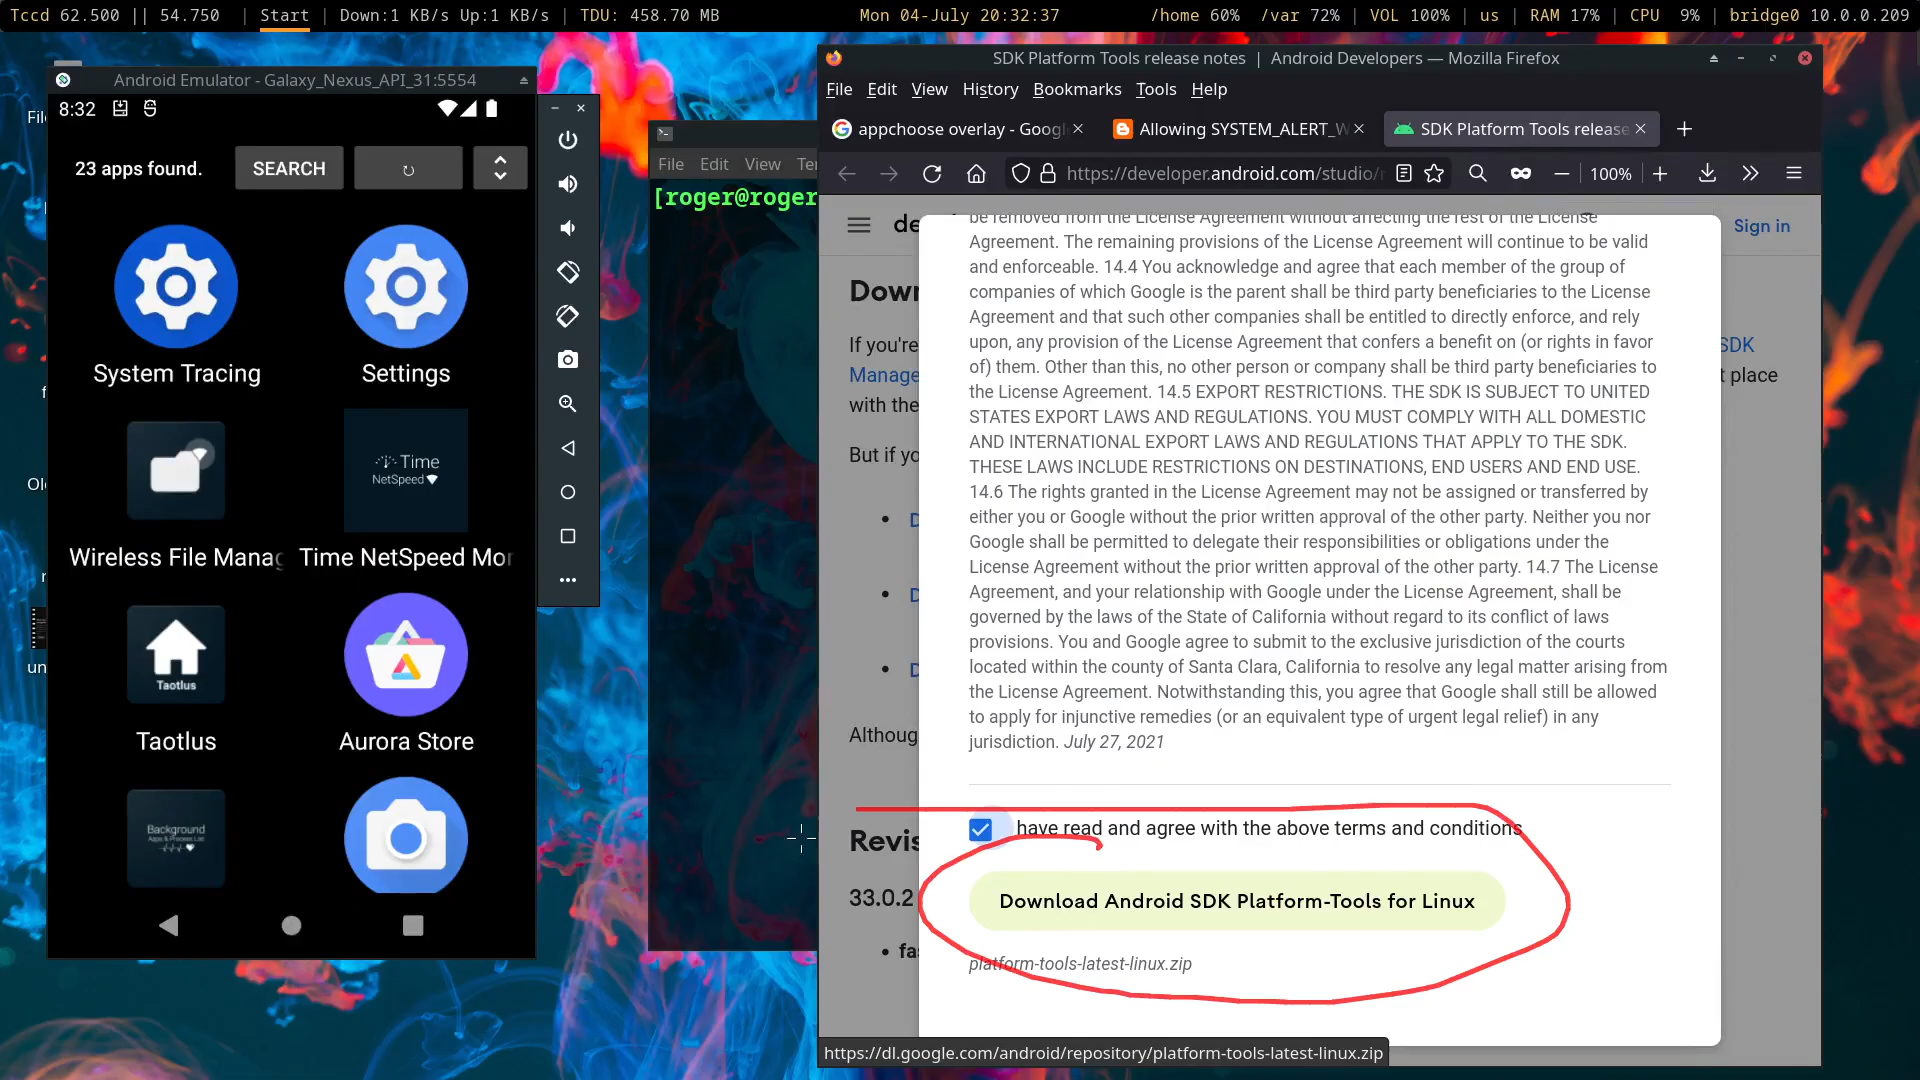 Tccd 62.500 || 54.750 | Start | Down:1 KB/s Up:1 KB/s | TDU: 458.70 MB Mon 04-July 20:32:37 /home 60% /var 72% | VOL 100% | us | RAM 17% | CPU 9% | bridge0 10.0.0.209
Android Emulator - Galaxy_Nexus_API_31:5554
8:32
23 apps found.
SEARCH
System Tracing
Settings
Time
NetSpeed
Wireless File Manag
Time NetSpeed Mor
Taotlus
Taotlus
Aurora Store
Background
Apps & Process List
File Edit View Te
[roger@roger
SDK Platform Tools release notes | Android Developers — Mozilla Firefox
File Edit View History Bookmarks Tools Help
appchoose overlay - Googl
Allowing SYSTEM_ALERT_W
SDK Platform Tools release
https://developer.android.com/studio/r
100%
de
Sign in
Down
If you're
SDK
Manage
t place
with the
But if yo
Althoug
Revis
33.0.2
fas
be removed from the License Agreement without affecting the rest of the License
Agreement. The remaining provisions of the License Agreement will continue to be valid
and enforceable. 14.4 You acknowledge and agree that each member of the group of
companies of which Google is the parent shall be third party beneficiaries to the License
Agreement and that such other companies shall be entitled to directly enforce, and rely
upon, any provision of the License Agreement that confers a benefit on (or rights in favor
of) them. Other than this, no other person or company shall be third party beneficiaries to
the License Agreement. 14.5 EXPORT RESTRICTIONS. THE SDK IS SUBJECT TO UNITED
STATES EXPORT LAWS AND REGULATIONS. YOU MUST COMPLY WITH ALL DOMESTIC
AND INTERNATIONAL EXPORT LAWS AND REGULATIONS THAT APPLY TO THE SDK.
THESE LAWS INCLUDE RESTRICTIONS ON DESTINATIONS, END USERS AND END USE.
14.6 The rights granted in the License Agreement may not be assigned or transferred by
either you or Google without the prior written approval of the other party. Neither you nor
Google shall be permitted to delegate their responsibilities or obligations under the
License Agreement without the prior written approval of the other party. 14.7 The License
Agreement, and your relationship with Google under the License Agreement, shall be
governed by the laws of the State of California without regard to its conflict of laws
provisions. You and Google agree to submit to the exclusive jurisdiction of the courts
located within the county of Santa Clara, California to resolve any legal matter arising from
the License Agreement. Notwithstanding this, you agree that Google shall still be allowed
to apply for injunctive remedies (or an equivalent type of urgent legal relief) in any
jurisdiction. July 27, 2021
have read and agree with the above terms and conditions
Download Android SDK Platform-Tools for Linux
platform-tools-latest-linux.zip
https://dl.google.com/android/repository/platform-tools-latest-linux.zip